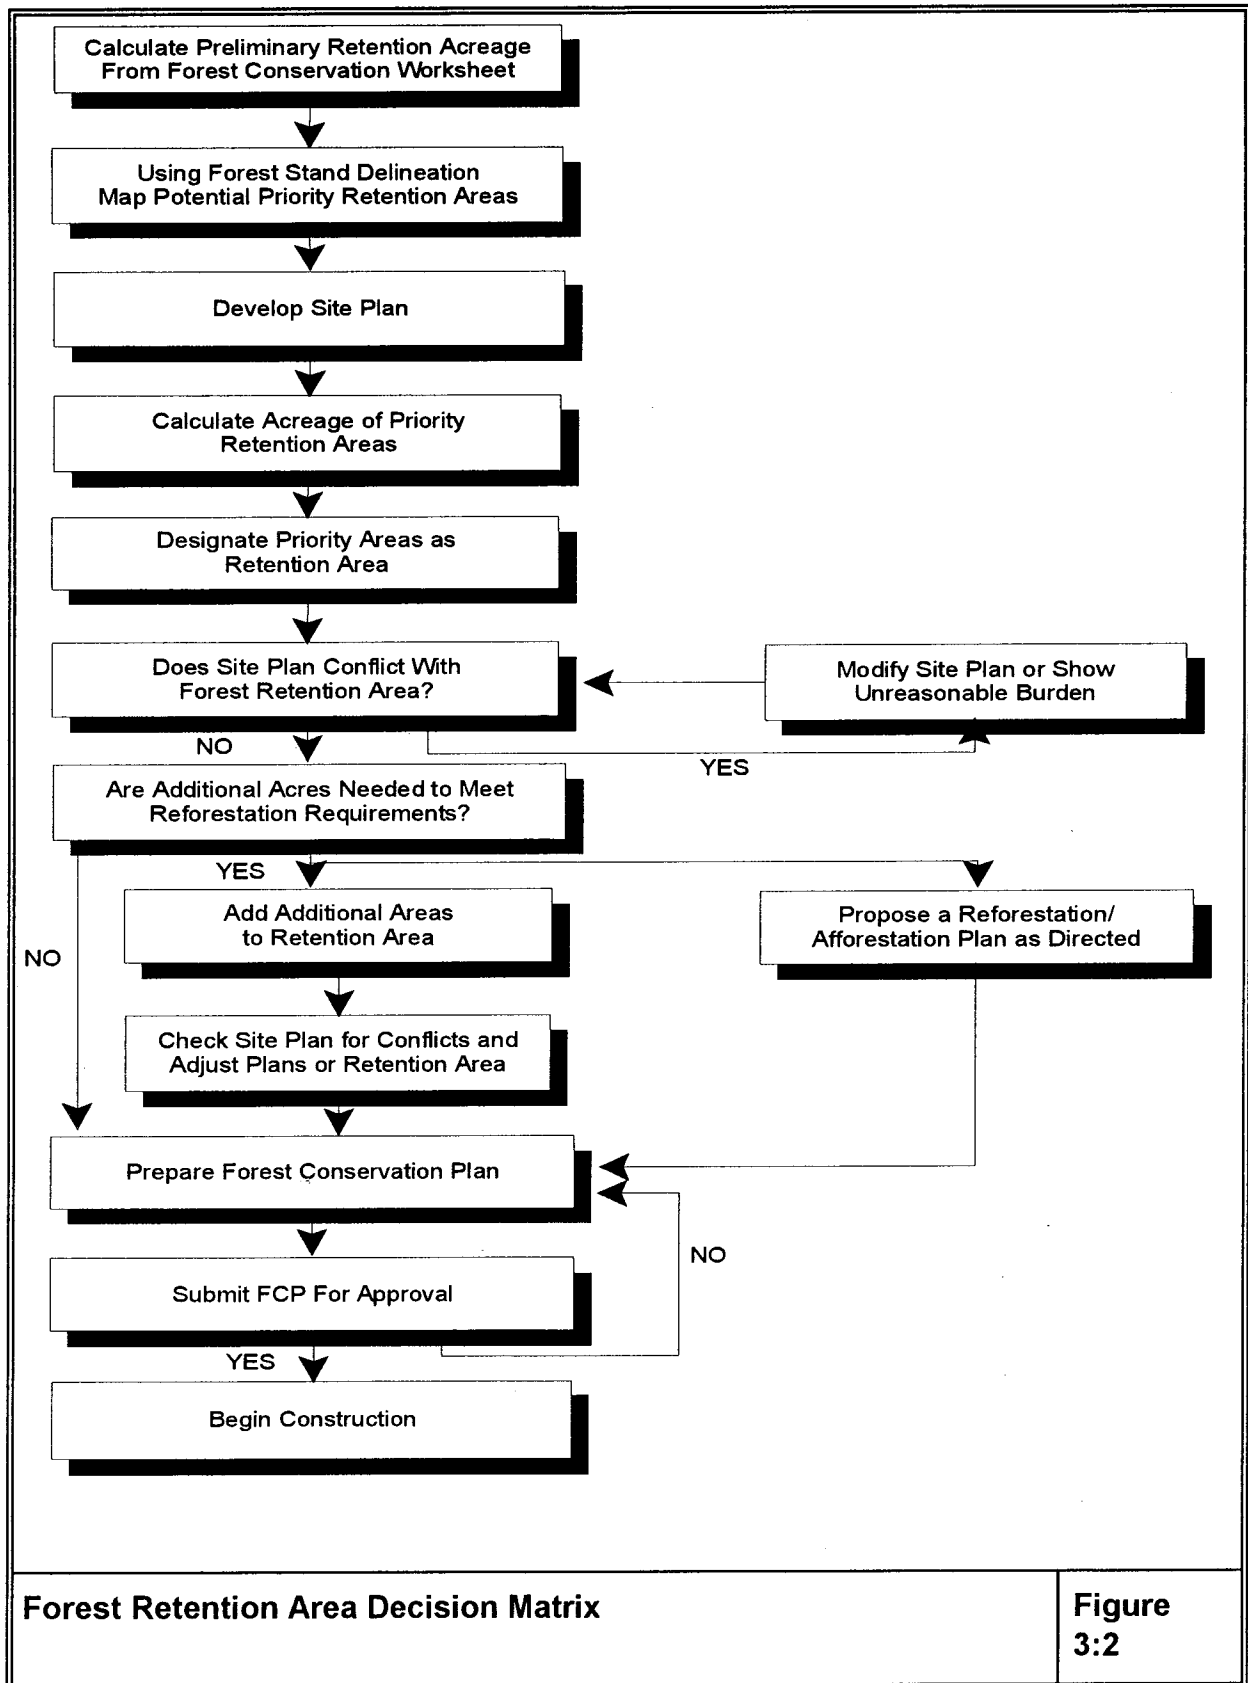 Calculate Preliminary Retention Acreage
From Forest Conservation Worksheet
Using Forest Stand Delineation
Map Potential Priority Retention Areas
Develop Site Plan
Calculate Acreage of Priority
Retention Areas
Designate Priority Areas as
Retention Area
Does Site Plan Conflict With
Forest Retention Area?
Modify Site Plan or Show
Unreasonable Burden
NO
YES
Are Additional Acres Needed to Meet
Reforestation Requirements?
YES
NO
Add Additional Areas
to Retention Area
Propose a Reforestation/
Afforestation Plan as Directed
Check Site Plan for Conflicts and
Adjust Plans or Retention Area
Prepare Forest Conservation Plan
NO
Submit FCP For Approval
YES
Begin Construction
Forest Retention Area Decision Matrix
Figure
3:2